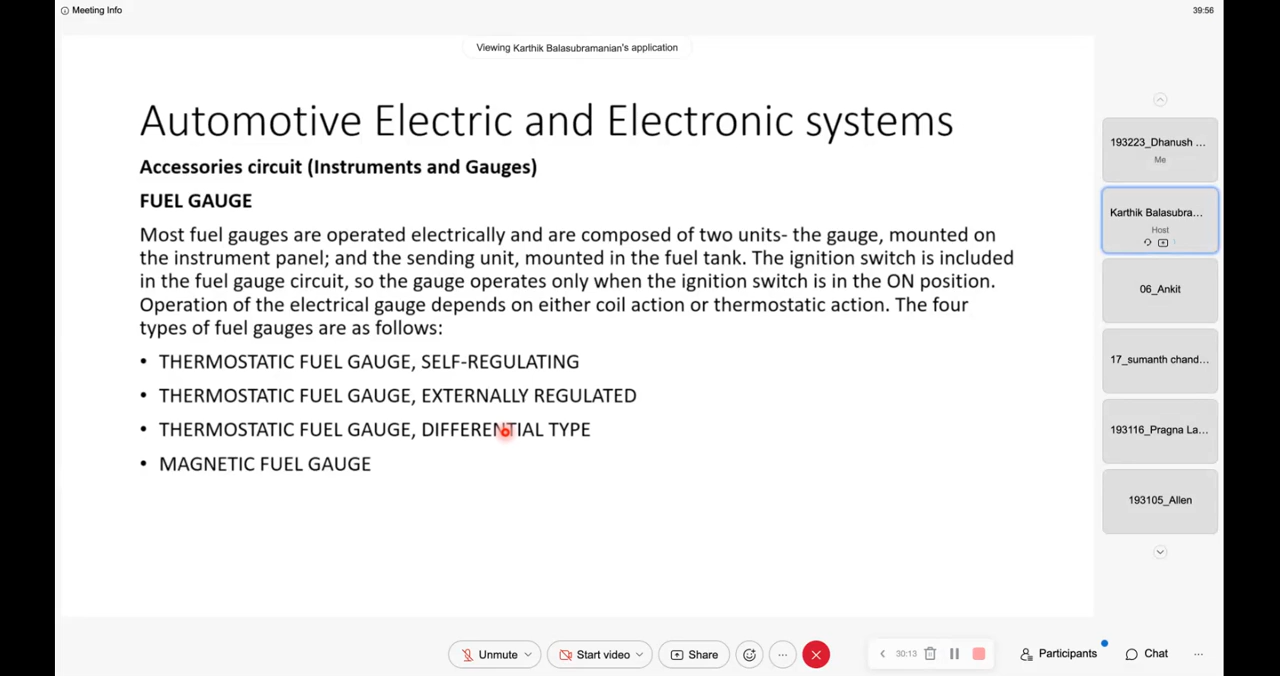 Meeting Info
39:56
Viewing Karthik Balasubramanian's application
Automotive Electric and Electronic systems
Accessories circuit (Instruments and Gauges)
FUEL GAUGE
Most fuel gauges are operated electrically and are composed of two units- the gauge, mounted on
the instrument panel; and the sending unit, mounted in the fuel tank. The ignition switch is included
in the fuel gauge circuit, so the gauge operates only when the ignition switch is in the ON position.
Operation of the electrical gauge depends on either coil action or thermostatic action. The four
types of fuel gauges are as follows:
• THERMOSTATIC FUEL GAUGE, SELF-REGULATING
• THERMOSTATIC FUEL GAUGE, EXTERNALLY REGULATED
• THERMOSTATIC FUEL GAUGE, DIFFERENTIAL TYPE
• MAGNETIC FUEL GAUGE
193223_Dhanush ...
Me
Karthik Balasubra...
Host
06_Ankit
17_sumanth chand...
193116_Pragna La...
193105_Allen
Unmute
Start video
Share
30:13
Participants
Chat